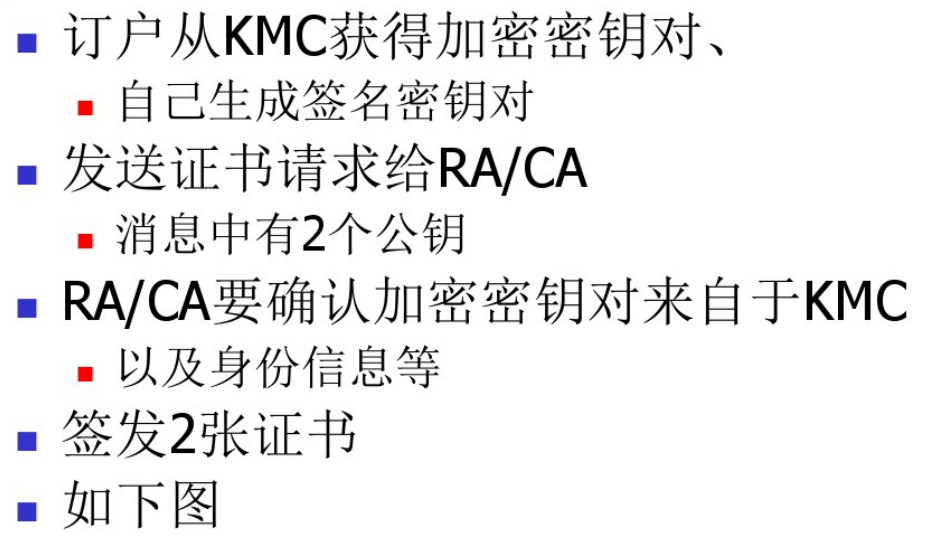 订户从KMC获得加密密钥对、
自己生成签名密钥对
发送证书请求给RA/CA
消息中有2个公钥
RA/CA要确认加密密钥对来自于KMC
以及身份信息等
签发2张证书
如下图